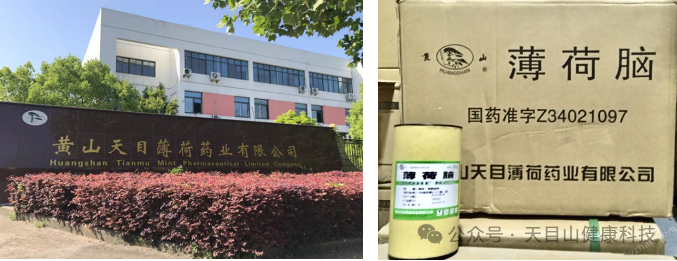 黄山天目薄荷药业有限公司
Huangshan Tianmu Mint Pharmaceutical Limited Company
黄 山
HUANGSHAN
薄荷脑
国药准字Z34021097
山天目薄荷药业有限公司
薄荷脑
公众号 · 天目山健康科技